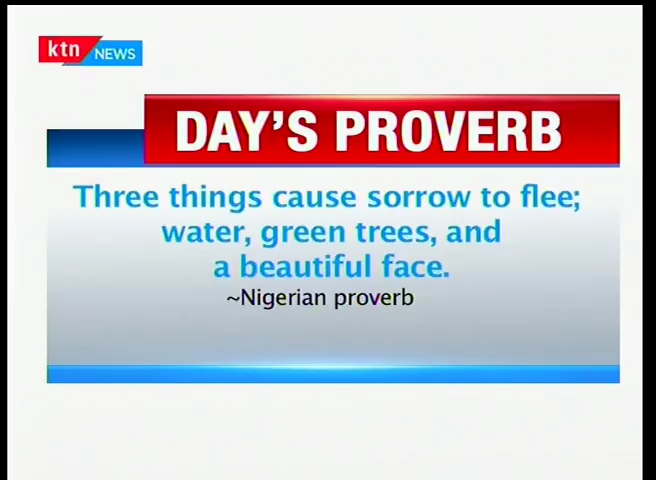 ktn NEWS
DAY'S PROVERB
Three things cause sorrow to flee;
water, green trees, and
a beautiful face.
~Nigerian proverb